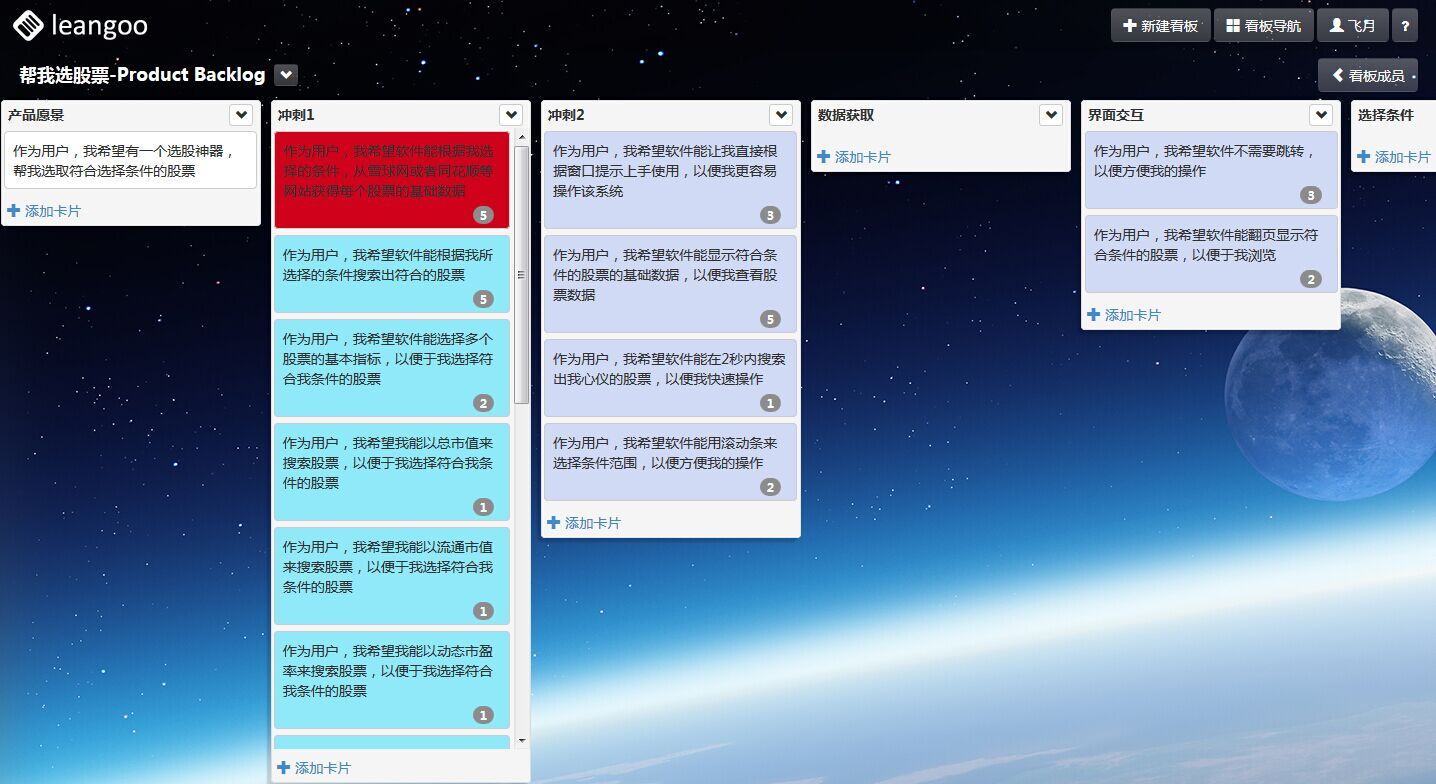 leangoo
新建看板
看板导航
飞月
?
帮我选股票-Product Backlog
看板成员
产品愿景
作为用户，我希望有一个选股神器，
帮我选取符合选择条件的股票
添加卡片
冲刺1
作为用户，我希望软件能根据我选
择的条件，从雪球网或者同花顺等
网站获得每个股票的基础数据
5
作为用户，我希望软件能根据我所
选择的条件搜索出符合的股票
5
作为用户，我希望软件能选择多个
股票的基本指标，以便于我选择符
合我条件的股票
2
作为用户，我希望我能以总市值来
搜索股票，以便于我选择符合我条
件的股票
1
作为用户，我希望我能以流通市值
来搜索股票，以便于我选择符合我
条件的股票
1
作为用户，我希望我能以动态市盈
率来搜索股票，以便于我选择符合
我条件的股票
1
添加卡片
冲刺2
作为用户，我希望软件能让我直接根
据窗口提示上手使用，以便我更容易
操作该系统
3
作为用户，我希望软件能显示符合条
件的股票的基础数据，以便我查看股
票数据
5
作为用户，我希望软件能在2秒内搜索
出我心仪的股票，以便我快速操作
1
作为用户，我希望软件能用滚动条来
选择条件范围，以便方便我的操作
2
添加卡片
数据获取
添加卡片
界面交互
作为用户，我希望软件不需要跳转，
以便方便我的操作
3
作为用户，我希望软件能翻页显示符
合条件的股票，以便于我浏览
2
添加卡片
选择条件
添加卡片